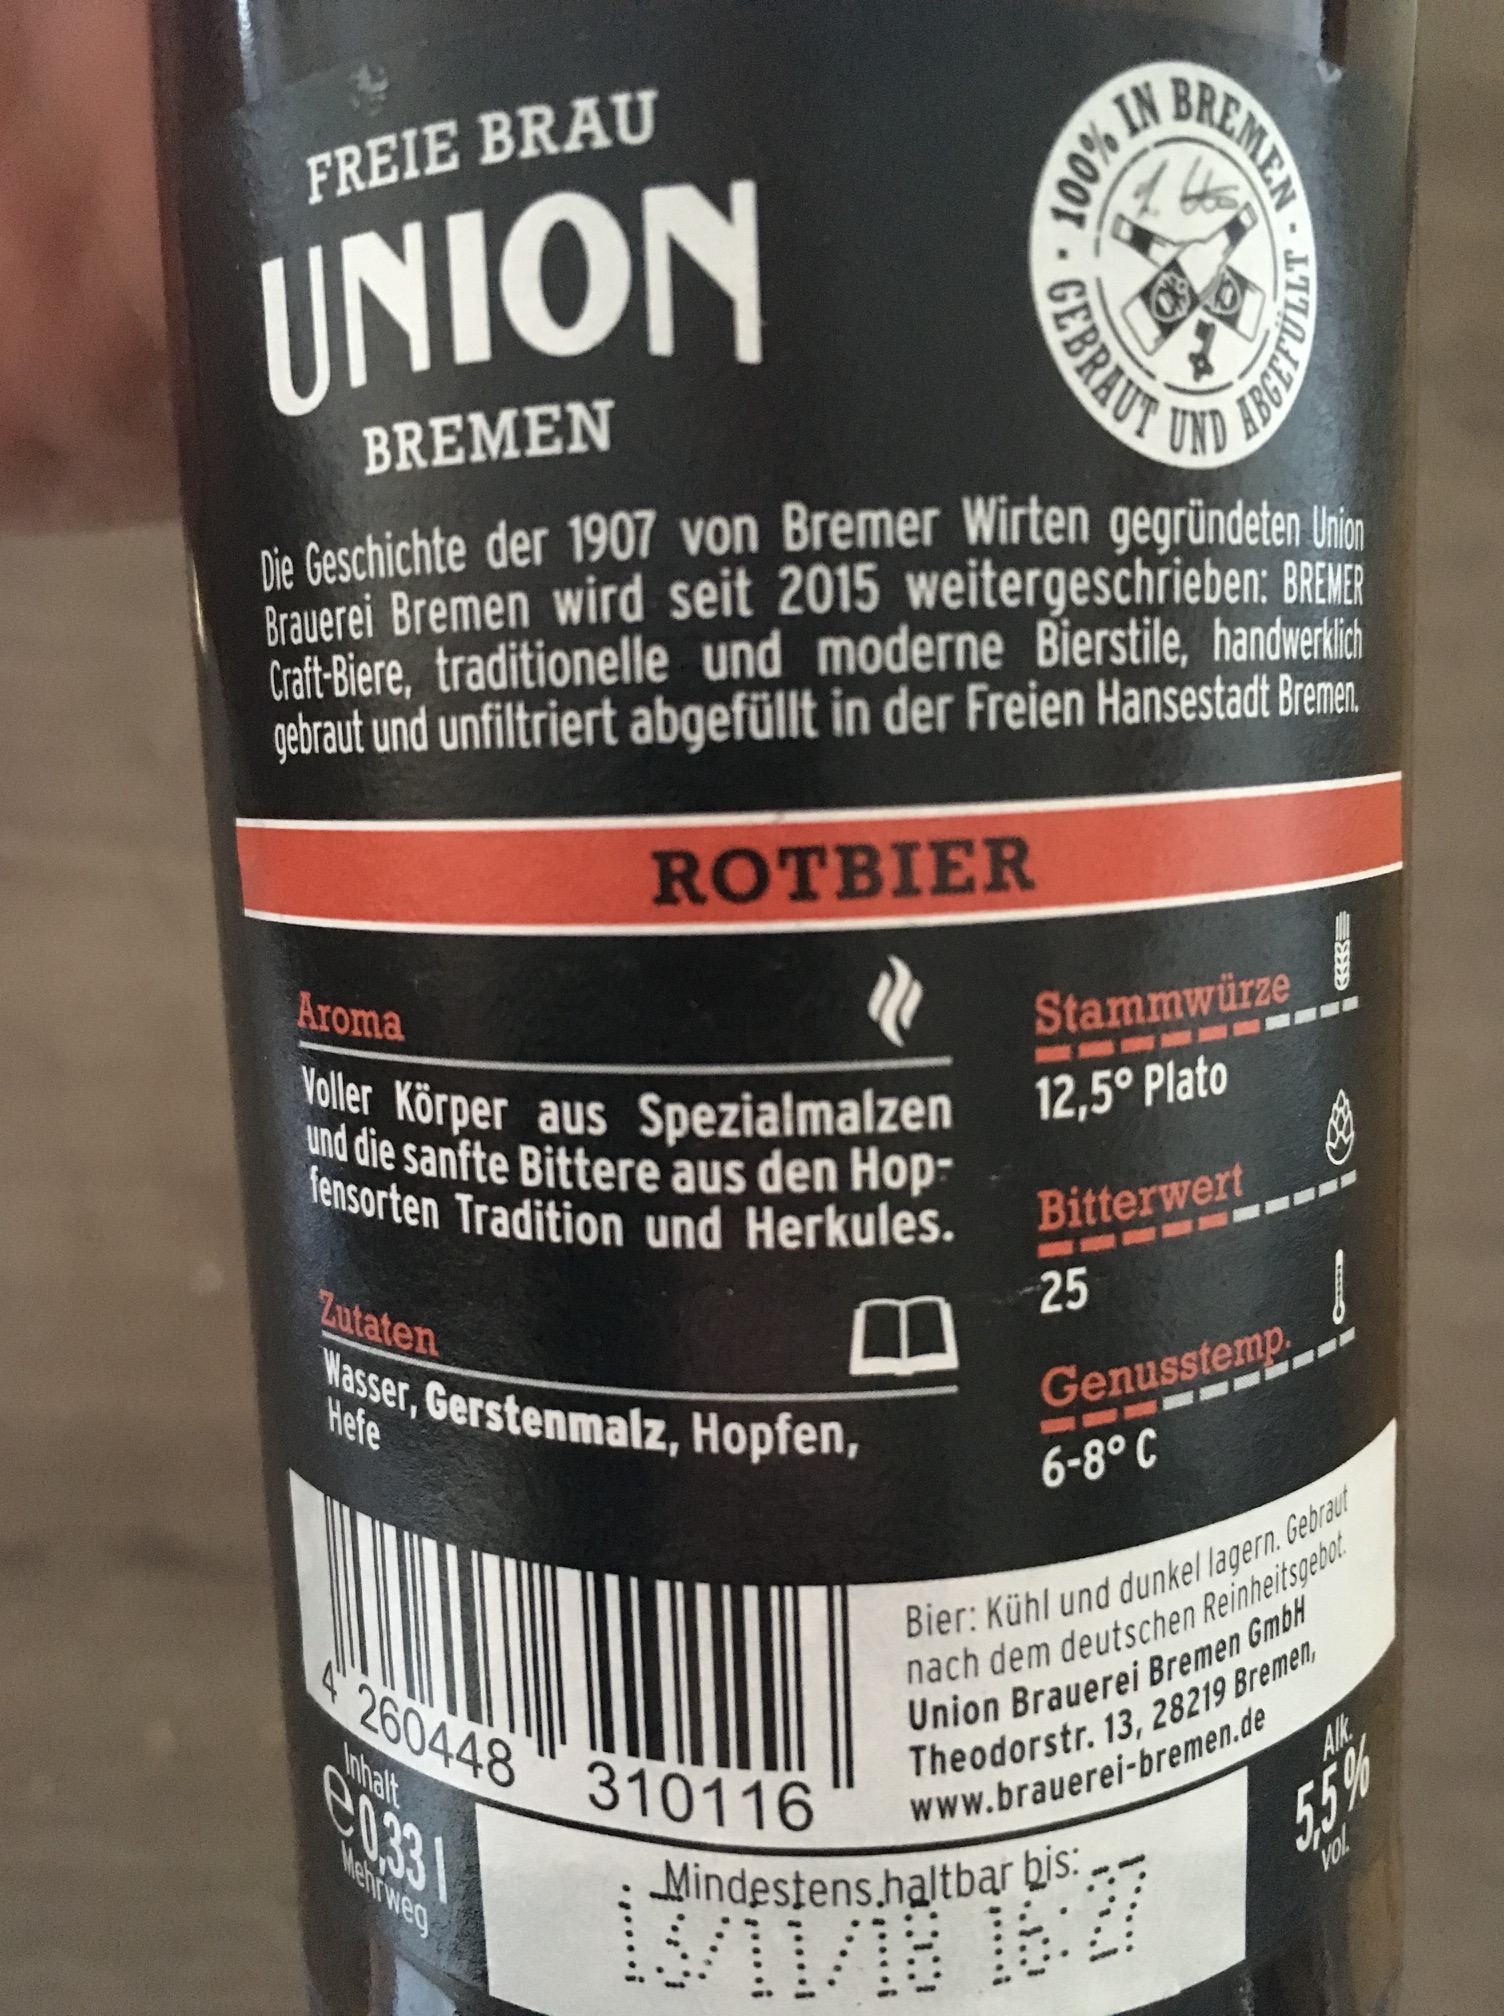 FREIE BRAU
UNION
BREMEN
100% IN BREMEN
GEBRAUT UND ABGEFÜLLT
Die Geschichte der 1907 von Bremer Wirten gegründeten Union
Brauerei Bremen wird seit 2015 weitergeschrieben: BREMER
Craft-Biere, traditionelle und moderne Bierstile, handwerklich
gebraut und unfiltriert abgefüllt in der Freien Hansestadt Bremen.
ROTBIER
Aroma
Voller Körper aus Spezialmalzen
und die sanfte Bittere aus den Hop-
fensorten Tradition und Herkules.
Zutaten
Wasser, Gerstenmalz, Hopfen,
Hefe
Stammwürze
12,5° Plato
Bitterwert
25
Genusstemp.
6-8° C
Bier: Kühl und dunkel lagern. Gebraut
nach dem deutschen Reinheitsgebot.
Union Brauerei Bremen GmbH
Theodorstr. 13, 28219 Bremen,
www.brauerei-bremen.de
4 260448 310116
Inhalt
e 0,33 l
Mehrweg
Alk.
5,5%
vol.
Mindestens haltbar bis:
13/11/18 16:27